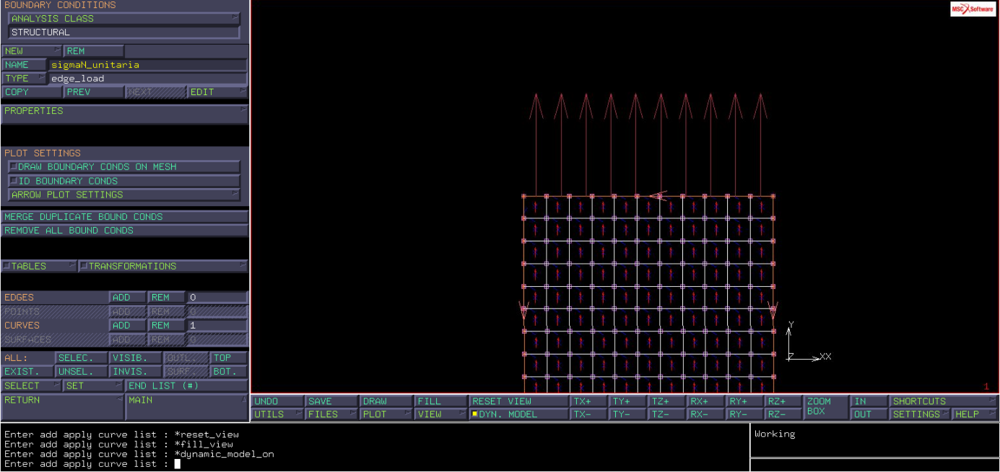 BOUNDARY CONDITIONS
ANALYSIS CLASS
STRUCTURAL
NEW REM
NAME sigmaN_unitaria
TYPE edge_load
COPY PREV NEXT EDIT
PROPERTIES
PLOT SETTINGS
DRAW BOUNDARY CONDS ON MESH
ID BOUNDARY CONDS
ARROW PLOT SETTINGS
MERGE DUPLICATE BOUND CONDS
REMOVE ALL BOUND CONDS
TABLES TRANSFORMATIONS
EDGES ADD REM 0
POINTS ADD REM 0
CURVES ADD REM 1
SURFACES ADD REM 0
ALL: SELEC. VISIB. OUTL. TOP
EXIST. UNSEL. INVIS. SURF. BOT.
SELECT SET END LIST (#)
RETURN MAIN
MSC Software
Y
Z XX
1
UNDO SAVE DRAW FILL RESET VIEW TX+ TY+ TZ+ RX+ RY+ RZ+ ZOOM BOX IN SHORTCUTS
UTILS FILES PLOT VIEW DYN. MODEL TX- TY- TZ- RX- RY- RZ- OUT SETTINGS HELP
Enter add apply curve list : *reset_view
Enter add apply curve list : *fill_view
Enter add apply curve list : *dynamic_model_on
Enter add apply curve list :
Working